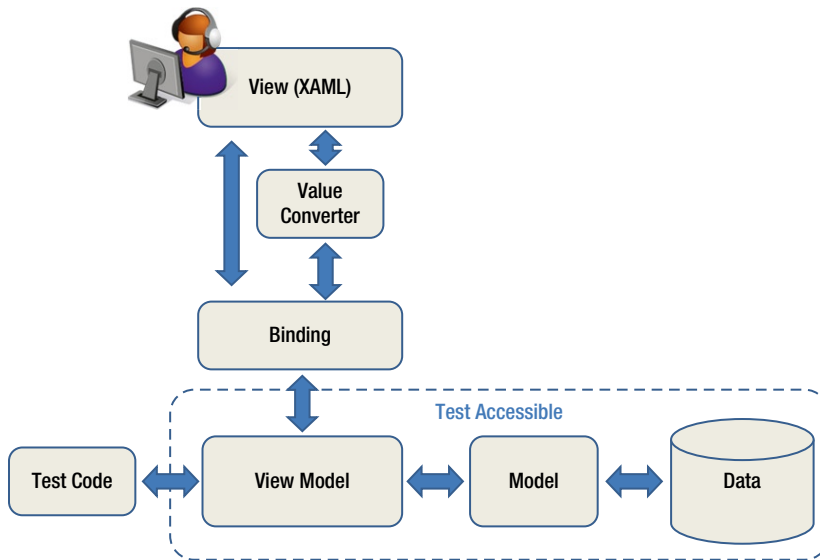 View (XAML)
Value
Converter
Binding
Test Accessible
Test Code
View Model
Model
Data